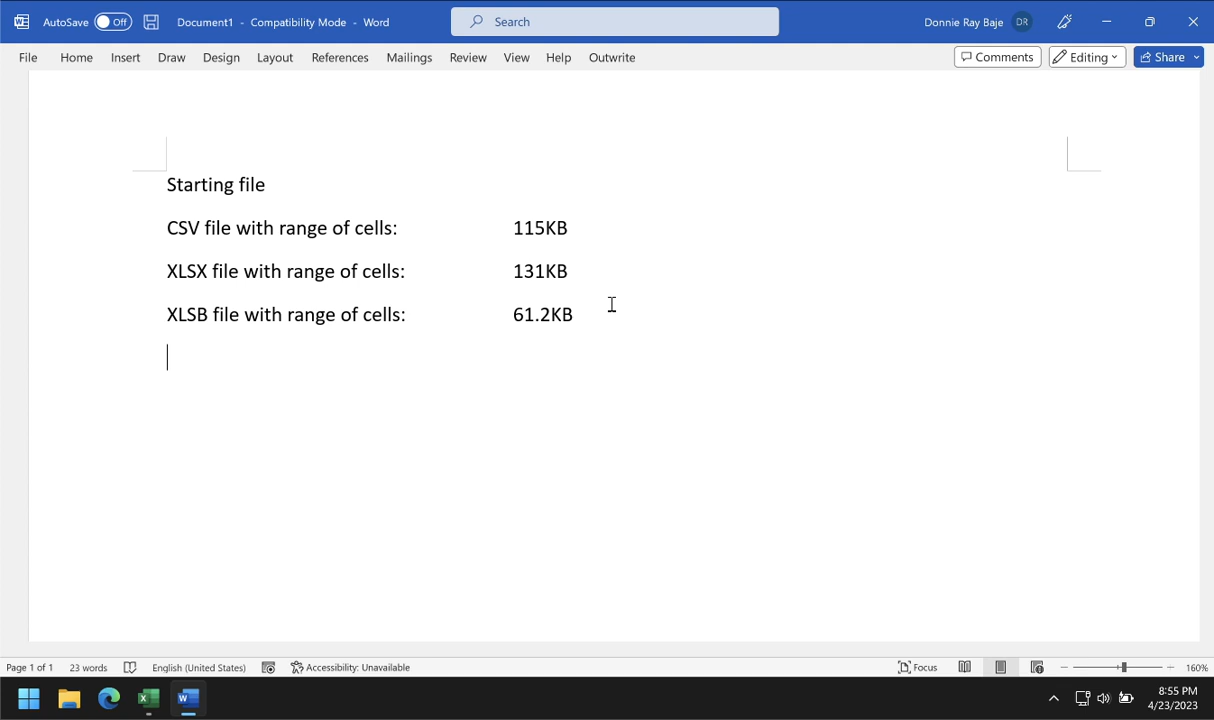 AutoSave Off Document1 - Compatibility Mode - Word Search Donnie Ray Baje DR
File Home Insert Draw Design Layout References Mailings Review View Help Outwrite Comments Editing Share
Starting file
CSV file with range of cells: 115KB
XLSX file with range of cells: 131KB
XLSB file with range of cells: 61.2KB
Page 1 of 1 23 words English (United States) Accessibility: Unavailable Focus 160%
8:55 PM
4/23/2023